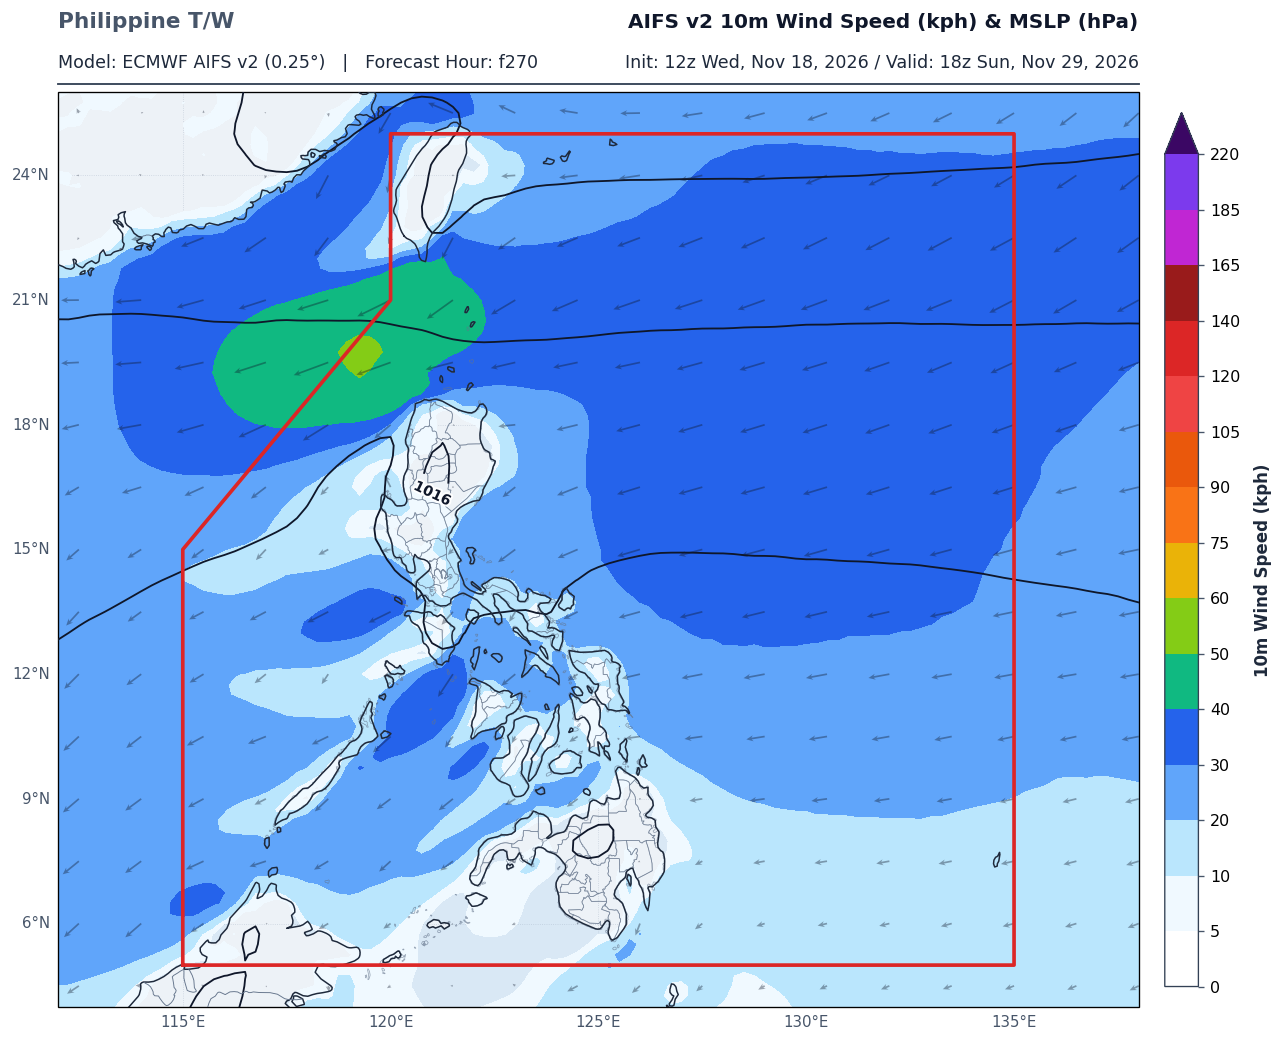 Philippine T/W
AIFS v2 10m Wind Speed (kph) & MSLP (hPa)
Model: ECMWF AIFS v2 (0.25°) | Forecast Hour: f270
Init: 12z Wed, Nov 18, 2026 / Valid: 18z Sun, Nov 29, 2026
24°N
21°N
18°N
15°N
12°N
9°N
6°N
1016
115°E
120°E
125°E
130°E
135°E
220
185
165
140
120
105
90
75
60
50
40
30
20
10
5
0
10m Wind Speed (kph)